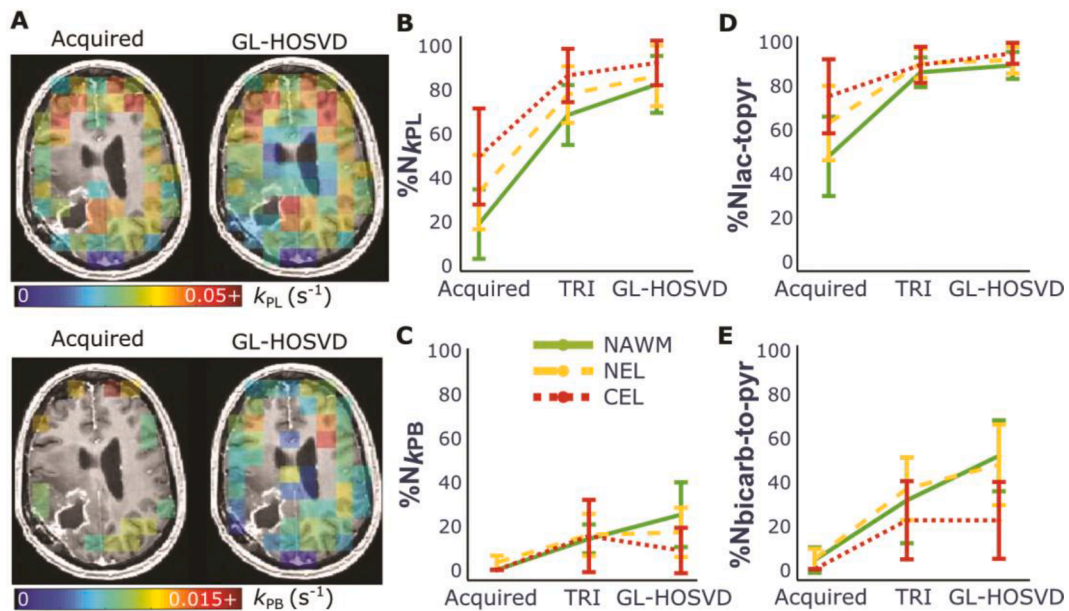 A
Acquired
GL-HOSVD
0
0.05+
kPL (s-1)
Acquired
GL-HOSVD
0
0.015+
kPB (s-1)
B
%NkPL
100
80
60
40
20
0
Acquired
TRI
GL-HOSVD
C
%NkPB
100
80
60
40
20
0
NAWM
NEL
CEL
Acquired
TRI
GL-HOSVD
D
%Nlac-topyr
100
80
60
40
20
0
Acquired
TRI
GL-HOSVD
E
%Nbicarb-to-pyr
100
80
60
40
20
0
Acquired
TRI
GL-HOSVD